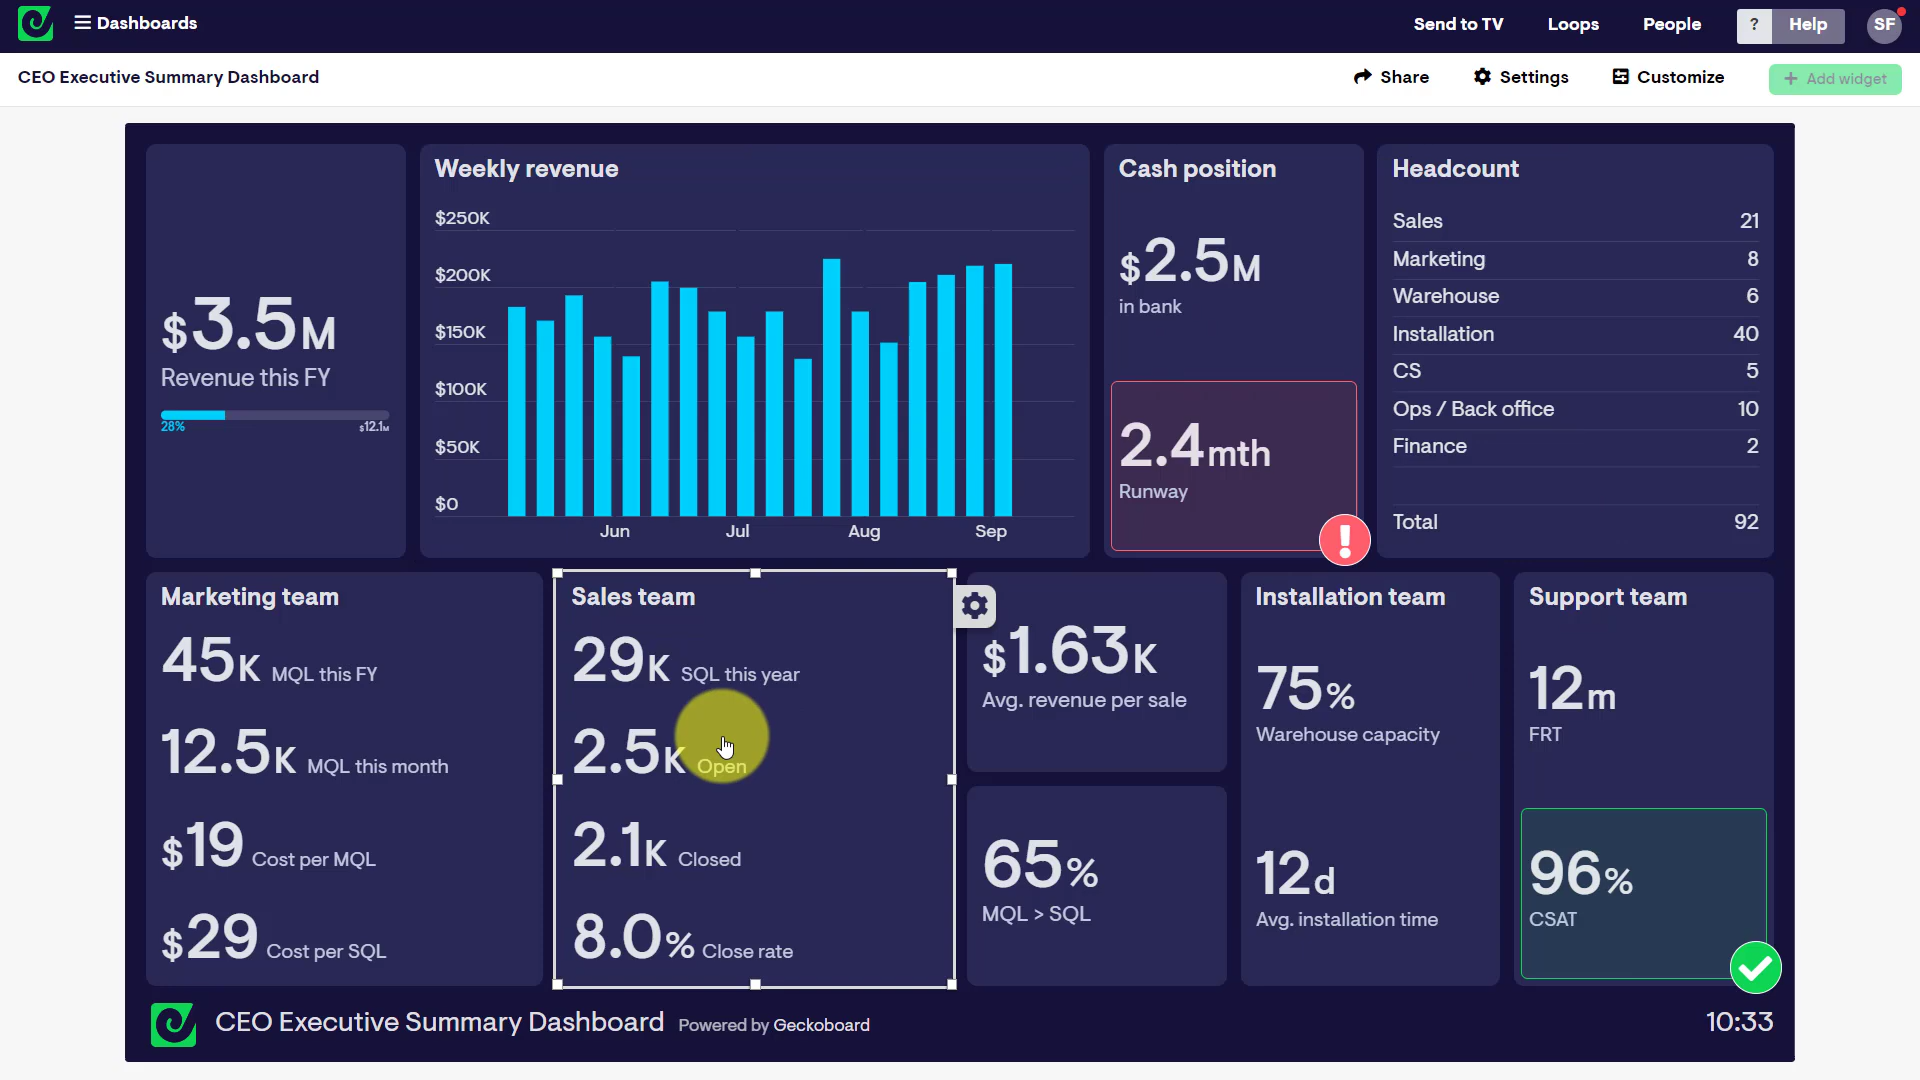 Dashboards
Send to TV
Loops
People
? Help
SF
CEO Executive Summary Dashboard
Share
Settings
Customize
+ Add widget
$3.5M
Revenue this FY
28%
$12.1M
Weekly revenue
$250K
$200K
$150K
$100K
$50K
$0
Jun Jul Aug Sep
Cash position
$2.5M
in bank
2.4mth
Runway
!
Headcount
Sales 21
Marketing 8
Warehouse 6
Installation 40
CS 5
Ops / Back office 10
Finance 2
Total 92
Marketing team
45K MQL this FY
12.5K MQL this month
$19 Cost per MQL
$29 Cost per SQL
Sales team
29K SQL this year
2.5K Open
2.1K Closed
8.0% Close rate
$1.63K
Avg. revenue per sale
65%
MQL > SQL
Installation team
75%
Warehouse capacity
12d
Avg. installation time
Support team
12m
FRT
96%
CSAT
CEO Executive Summary Dashboard Powered by Geckoboard
10:33